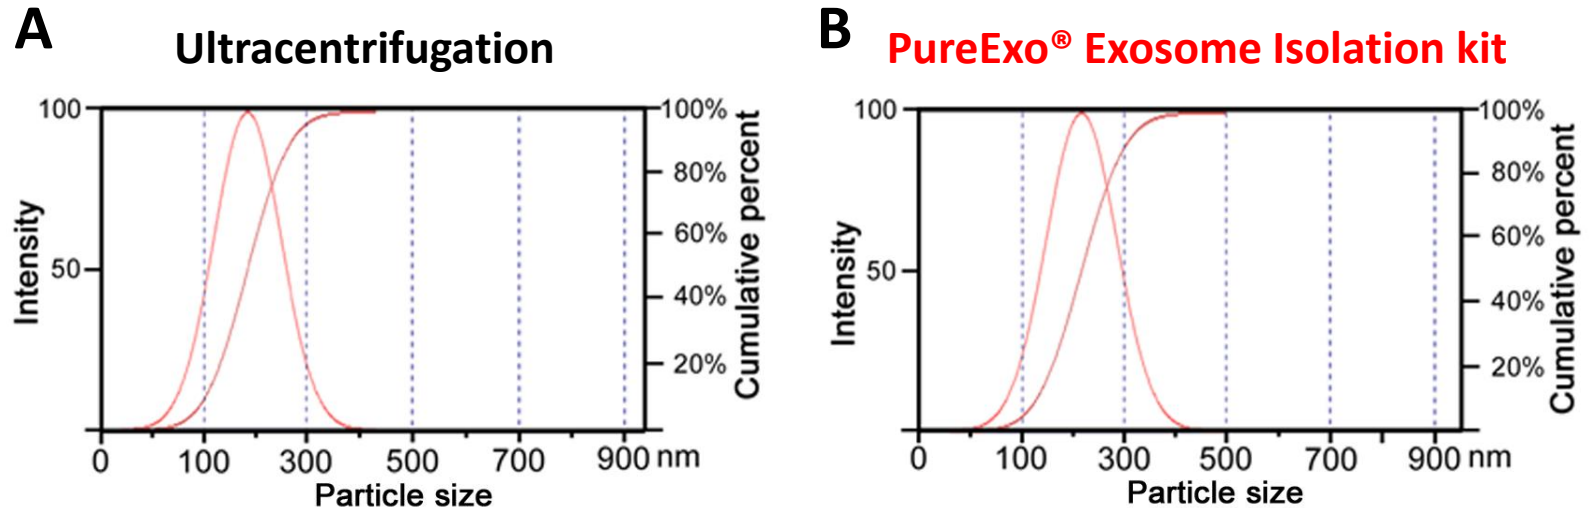 A
Ultracentrifugation
100
50
Intensity
100%
80%
60%
40%
20%
Cumulative percent
0 100 300 500 700 900 nm
Particle size
B
PureExo® Exosome Isolation kit
100
50
Intensity
100%
80%
60%
40%
20%
Cumulative percent
0 100 300 500 700 900 nm
Particle size